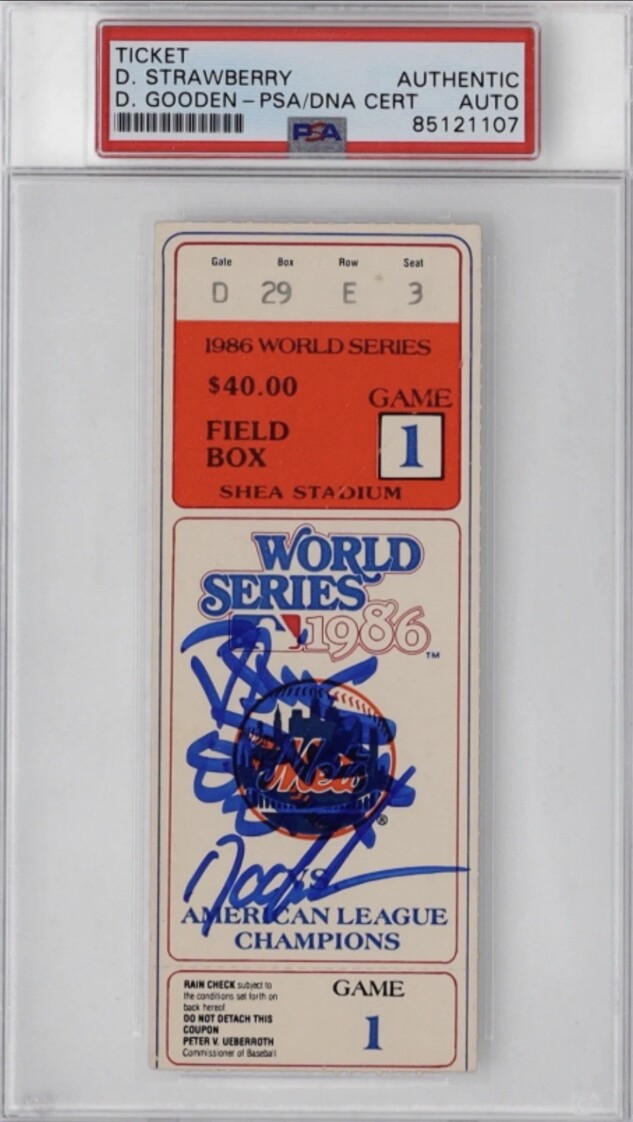 TICKET
D. STRAWBERRY AUTHENTIC
D. GOODEN – PSA/DNA CERT AUTO
85121107
PSA
Gate Box Row Seat
D 29 E 3
1986 WORLD SERIES
$40.00
GAME
1
FIELD
BOX
SHEA STADIUM
WORLD
SERIES
1986
™
Mets
®
VS.
AMERICAN LEAGUE
CHAMPIONS
RAIN CHECK subject to
the conditions set forth on
back hereof
DO NOT DETACH THIS
COUPON
PETER V. UEBERROTH
Commissioner of Baseball
GAME
1